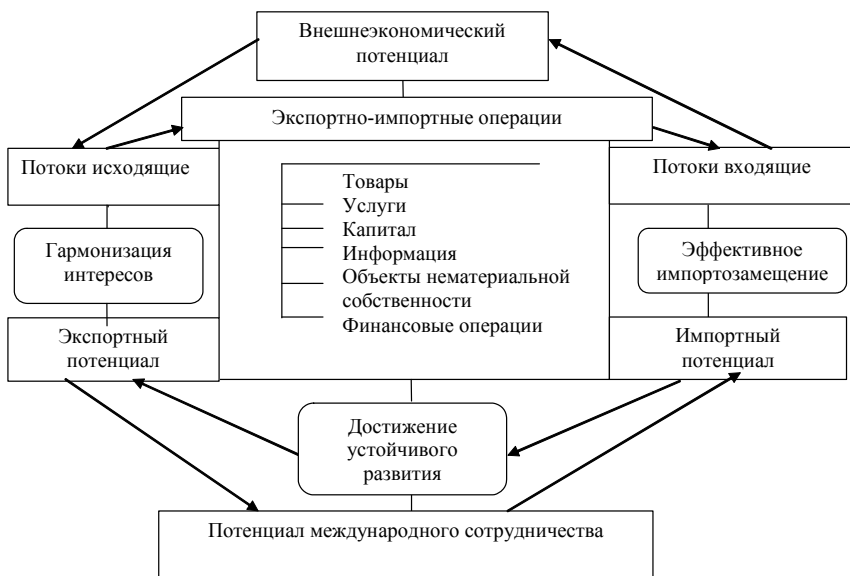 Внешнеэкономический
потенциал
Экспортно-импортные операции
Потоки исходящие
Потоки входящие
Товары
Услуги
Капитал
Информация
Объекты нематериальной
собственности
Финансовые операции
Гармонизация
интересов
Эффективное
импортозамещение
Экспортный
потенциал
Импортный
потенциал
Достижение
устойчивого
развития
Потенциал международного сотрудничества